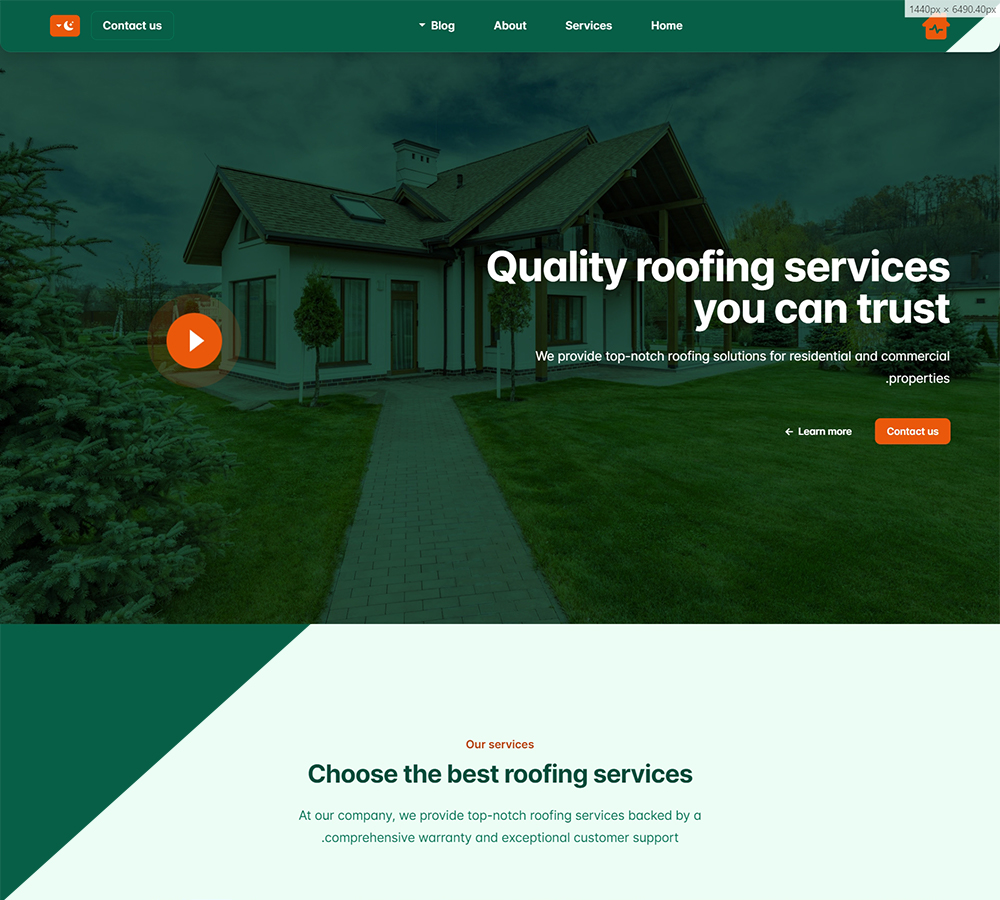 1440px × 6490.40px
Home
Services
About
Blog
Contact us
Quality roofing services
you can trust
We provide top-notch roofing solutions for residential and commercial
.properties
Contact us
← Learn more
Our services
Choose the best roofing services
At our company, we provide top-notch roofing services backed by a
.comprehensive warranty and exceptional customer support